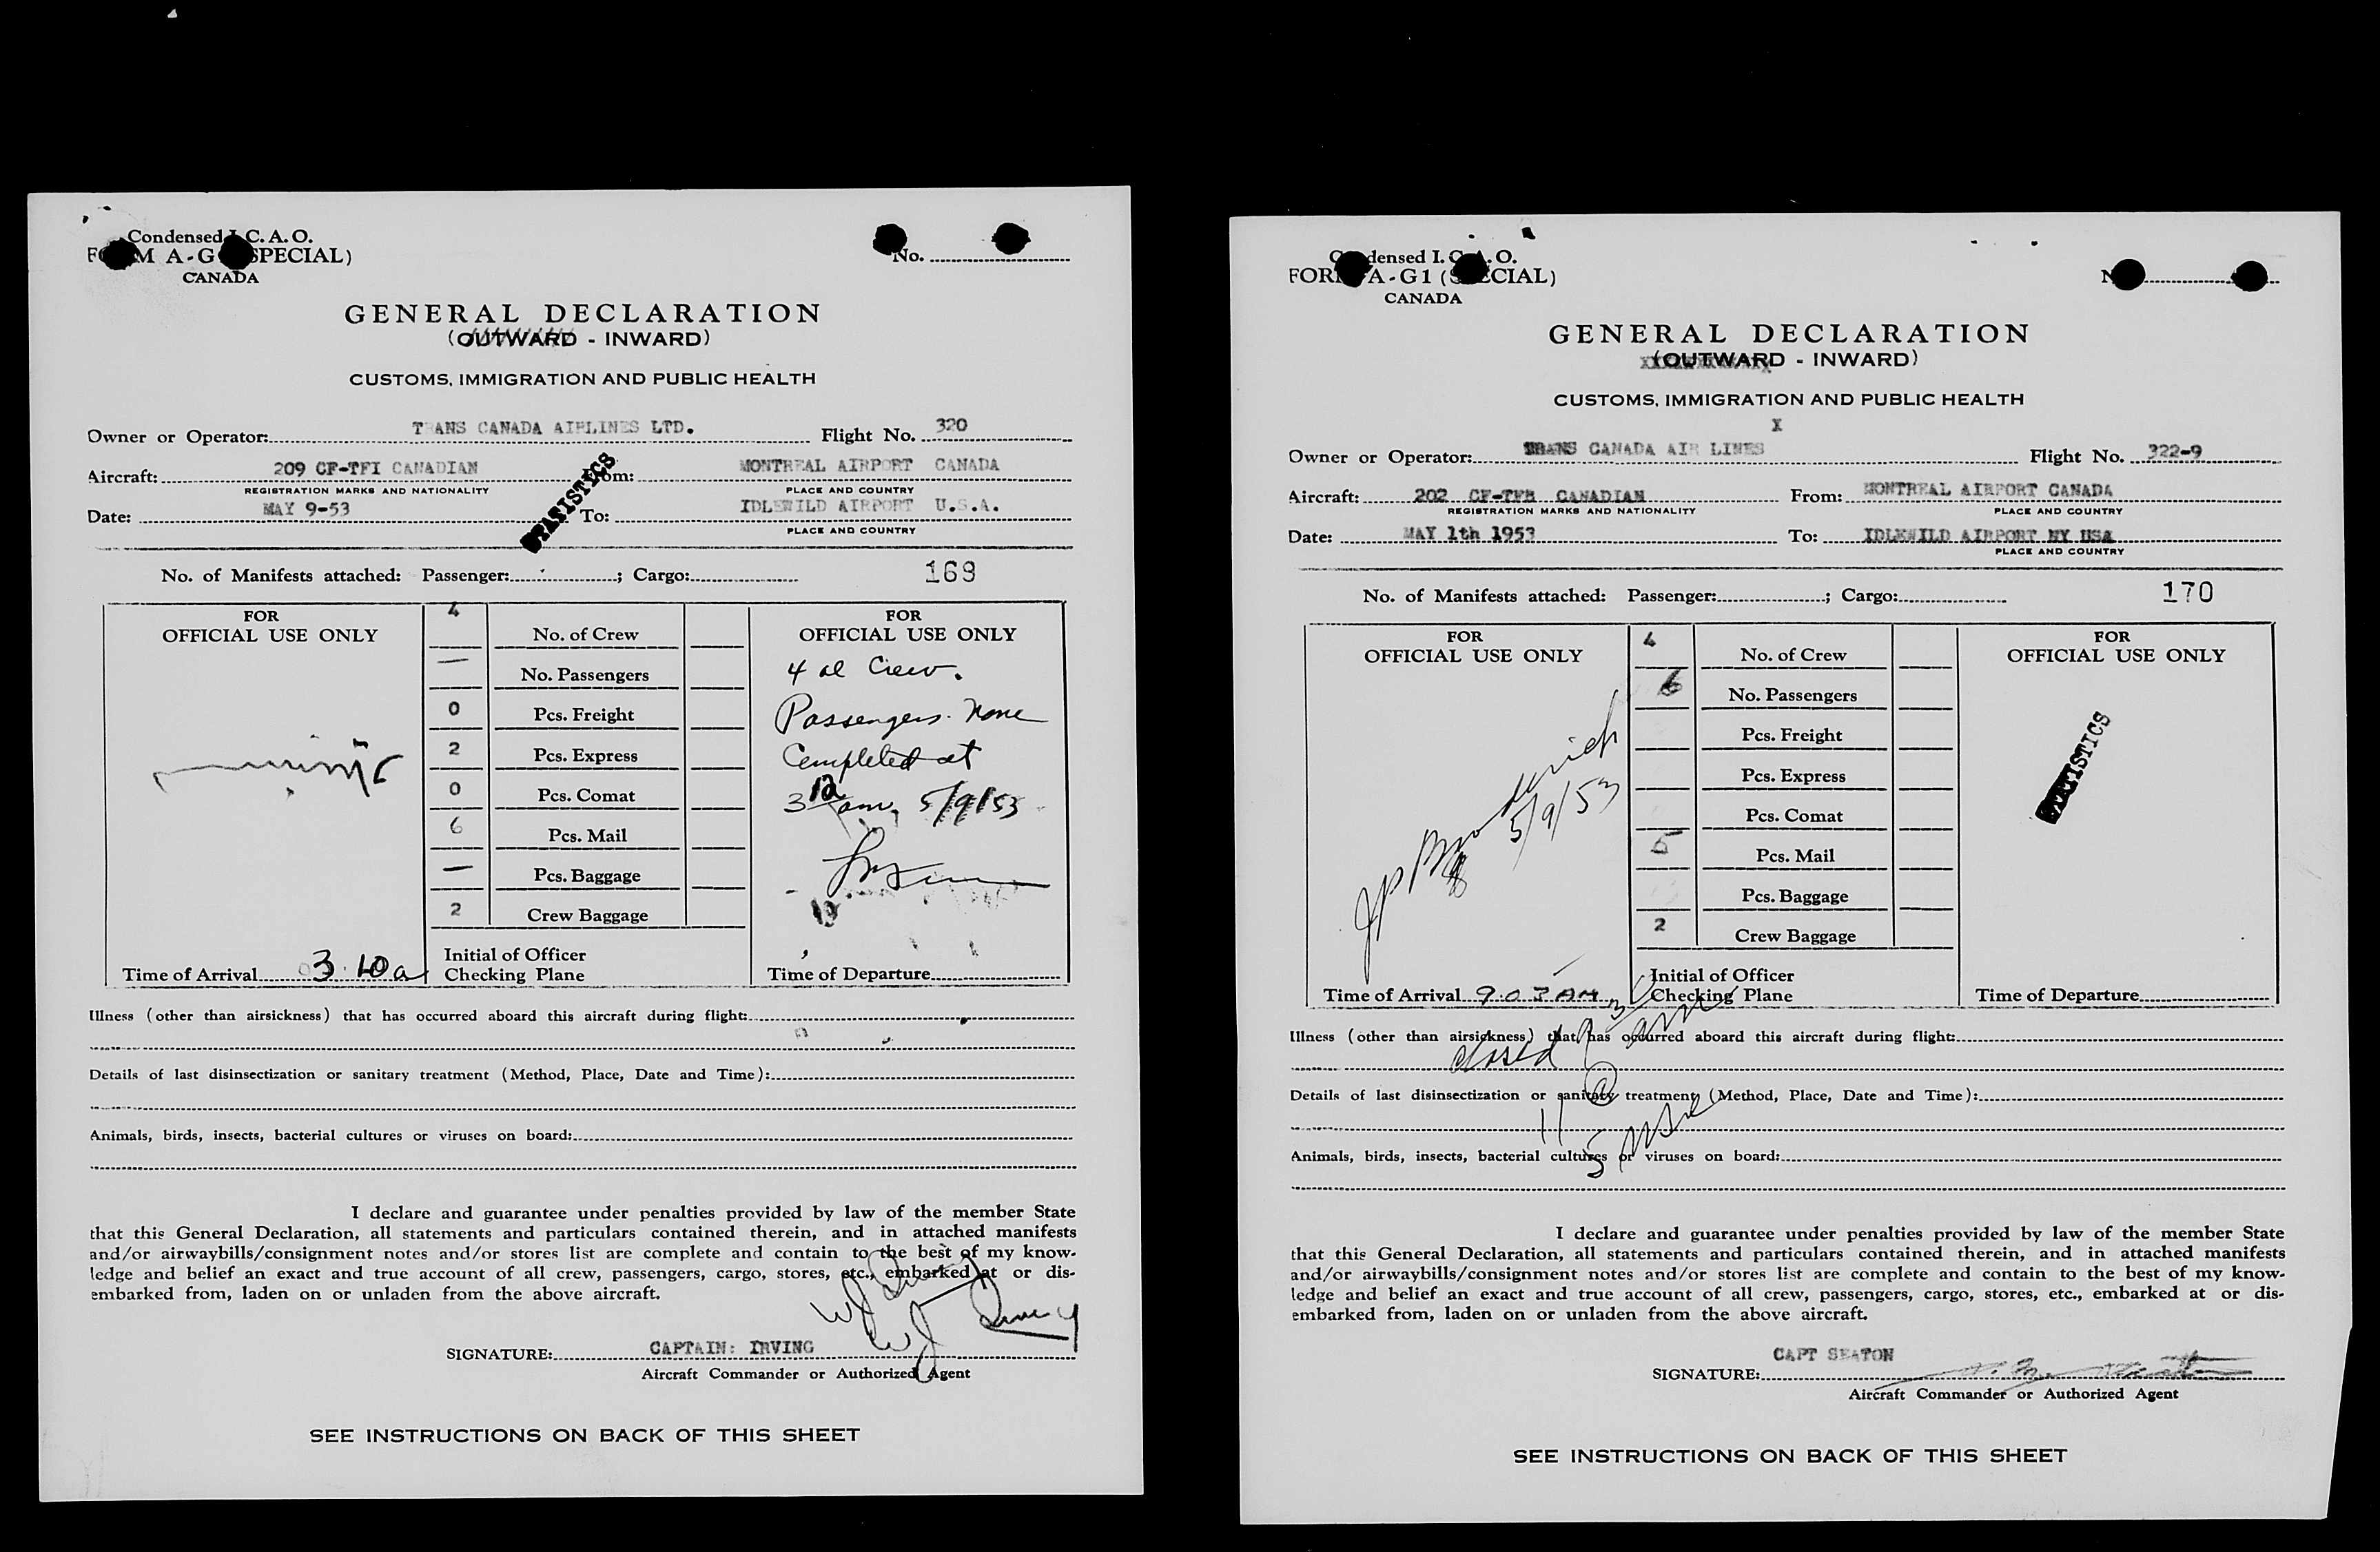 Condensed I.C.A.O.
FORM A-G1 (SPECIAL)
CANADA
No.
GENERAL DECLARATION
(OUTWARD - INWARD)
CUSTOMS, IMMIGRATION AND PUBLIC HEALTH
Owner or Operator: TRANS CANADA AIRLINES LTD. Flight No. 320
Aircraft: 209 CF-TFI CANADIAN From: MONTREAL AIRPORT CANADA
REGISTRATION MARKS AND NATIONALITY PLACE AND COUNTRY
Date: MAY 9-53 To: IDLEWILD AIRPORT U.S.A.
PLACE AND COUNTRY
STATISTICS
No. of Manifests attached: Passenger: ; Cargo: 169
FOR OFFICIAL USE ONLY
4 No. of Crew
— No. Passengers
0 Pcs. Freight
2 Pcs. Express
0 Pcs. Comat
6 Pcs. Mail
— Pcs. Baggage
2 Crew Baggage
Initial of Officer
Checking Plane
Time of Arrival 3.10a
FOR OFFICIAL USE ONLY
4 al Crew.
Passengers. None
Completed at
3 12 am, 5/9/53
Time of Departure
Illness (other than airsickness) that has occurred aboard this aircraft during flight:
Details of last disinsectization or sanitary treatment (Method, Place, Date and Time):
Animals, birds, insects, bacterial cultures or viruses on board:
I declare and guarantee under penalties provided by law of the member State
that this General Declaration, all statements and particulars contained therein, and in attached manifests
and/or airwaybills/consignment notes and/or stores list are complete and contain to the best of my know-
ledge and belief an exact and true account of all crew, passengers, cargo, stores, etc., embarked at or dis-
embarked from, laden on or unladen from the above aircraft.
WJ Irving
WJ Irving
SIGNATURE: CAPTAIN: IRVING
Aircraft Commander or Authorized Agent
SEE INSTRUCTIONS ON BACK OF THIS SHEET
Condensed I.C.A.O.
FORM A-G1 (SPECIAL)
CANADA
GENERAL DECLARATION
(OUTWARD - INWARD)
CUSTOMS, IMMIGRATION AND PUBLIC HEALTH
X
Owner or Operator: TRANS CANADA AIR LINES Flight No. 322-9
Aircraft: 202 CF-TFB CANADIAN From: MONTREAL AIRPORT CANADA
REGISTRATION MARKS AND NATIONALITY PLACE AND COUNTRY
Date: MAY 1th 1953 To: IDLEWILD AIRPORT NY USA
PLACE AND COUNTRY
No. of Manifests attached: Passenger: ; Cargo: 170
FOR OFFICIAL USE ONLY
5/9/53
4 No. of Crew
6 No. Passengers
Pcs. Freight
Pcs. Express
Pcs. Comat
5 Pcs. Mail
Pcs. Baggage
2 Crew Baggage
Initial of Officer
Checking Plane
Time of Arrival 9.03 AM
FOR OFFICIAL USE ONLY
STATISTICS
Time of Departure
Illness (other than airsickness) that has occurred aboard this aircraft during flight:
closed
Details of last disinsectization or sanitary treatment (Method, Place, Date and Time):
Animals, birds, insects, bacterial cultures or viruses on board:
I declare and guarantee under penalties provided by law of the member State
that this General Declaration, all statements and particulars contained therein, and in attached manifests
and/or airwaybills/consignment notes and/or stores list are complete and contain to the best of my know-
ledge and belief an exact and true account of all crew, passengers, cargo, stores, etc., embarked at or dis-
embarked from, laden on or unladen from the above aircraft.
CAPT SEATON
SIGNATURE:
Aircraft Commander or Authorized Agent
SEE INSTRUCTIONS ON BACK OF THIS SHEET